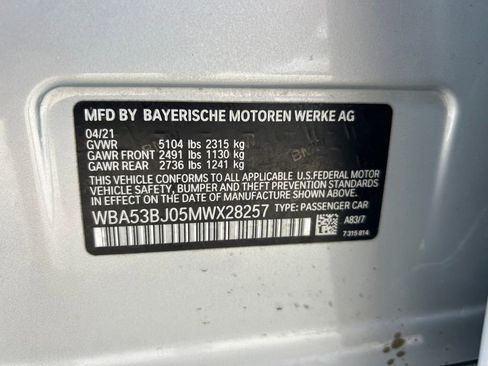 MFD BY BAYERISCHE MOTOREN WERKE AG
04/21
GVWR 5104 lbs 2315 kg
GAWR FRONT 2491 lbs 1130 kg
GAWR REAR 2736 lbs 1241 kg
THIS VEHICLE CONFORMS TO ALL APPLICABLE U.S.FEDERAL MOTOR
VEHICLE SAFETY, BUMPER AND THEFT PREVENTION STANDARDS IN
EFFECT ON THE DATE OF MANUFACTURE SHOWN ABOVE.
WBA53BJ05MWX28257 TYPE: PASSENGER CAR
A83/7
7 315 814